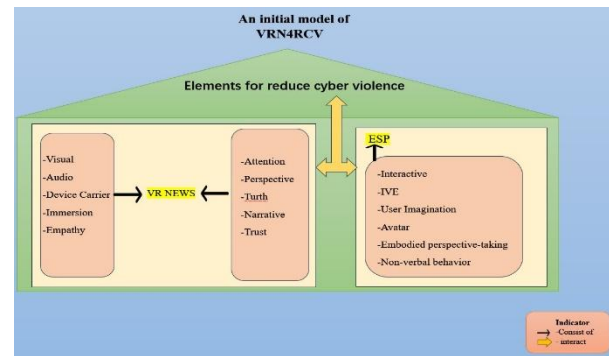 An initial model of
VRN4RCV
Elements for reduce cyber violence
-Visual
-Audio
-Device Carrier
-Immersion
-Empathy
VR NEWS
-Attention
-Perspective
-Turth
-Narrative
-Trust
ESP
-Interactive
-IVE
-User Imagination
-Avatar
-Embodied perspective-taking
-Non-verbal behavior
Indicator
-Consist of
- interact